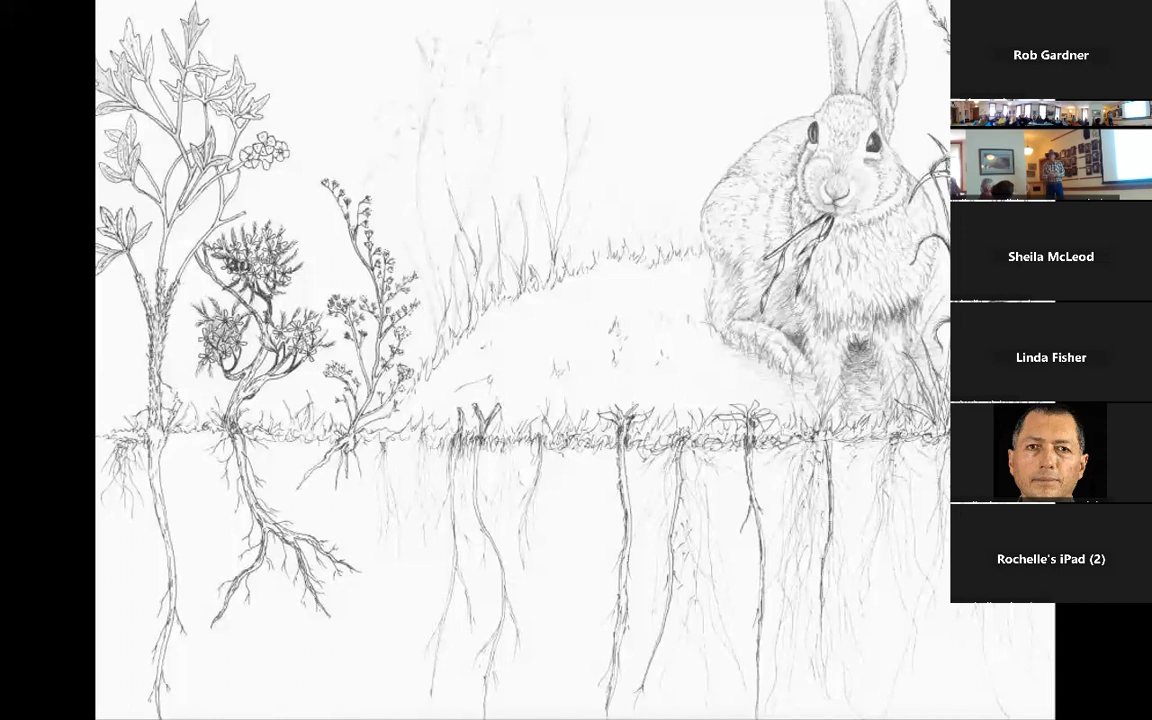 Rob Gardner
Sheila McLeod
Linda Fisher
Rochelle's iPad (2)